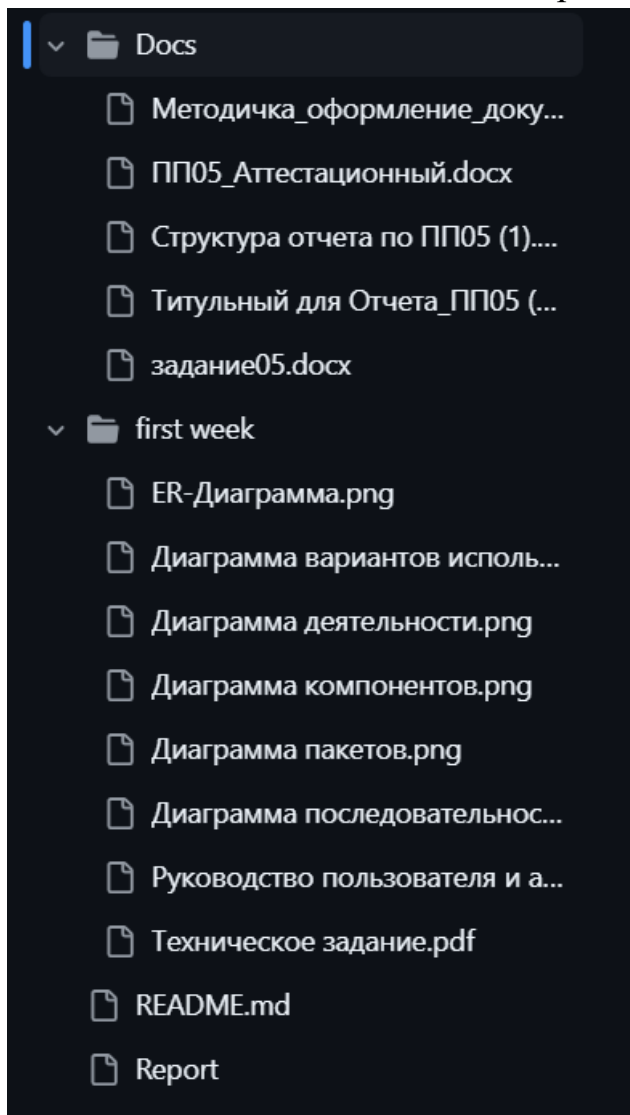 Docs
Методичка_оформление_доку...
ПП05_Аттестационный.docx
Структура отчета по ПП05 (1)....
Титульный для Отчета_ПП05 (...
задание05.docx
first week
ER-Диаграмма.png
Диаграмма вариантов исполь...
Диаграмма деятельности.png
Диаграмма компонентов.png
Диаграмма пакетов.png
Диаграмма последовательнос...
Руководство пользователя и а...
Техническое задание.pdf
README.md
Report